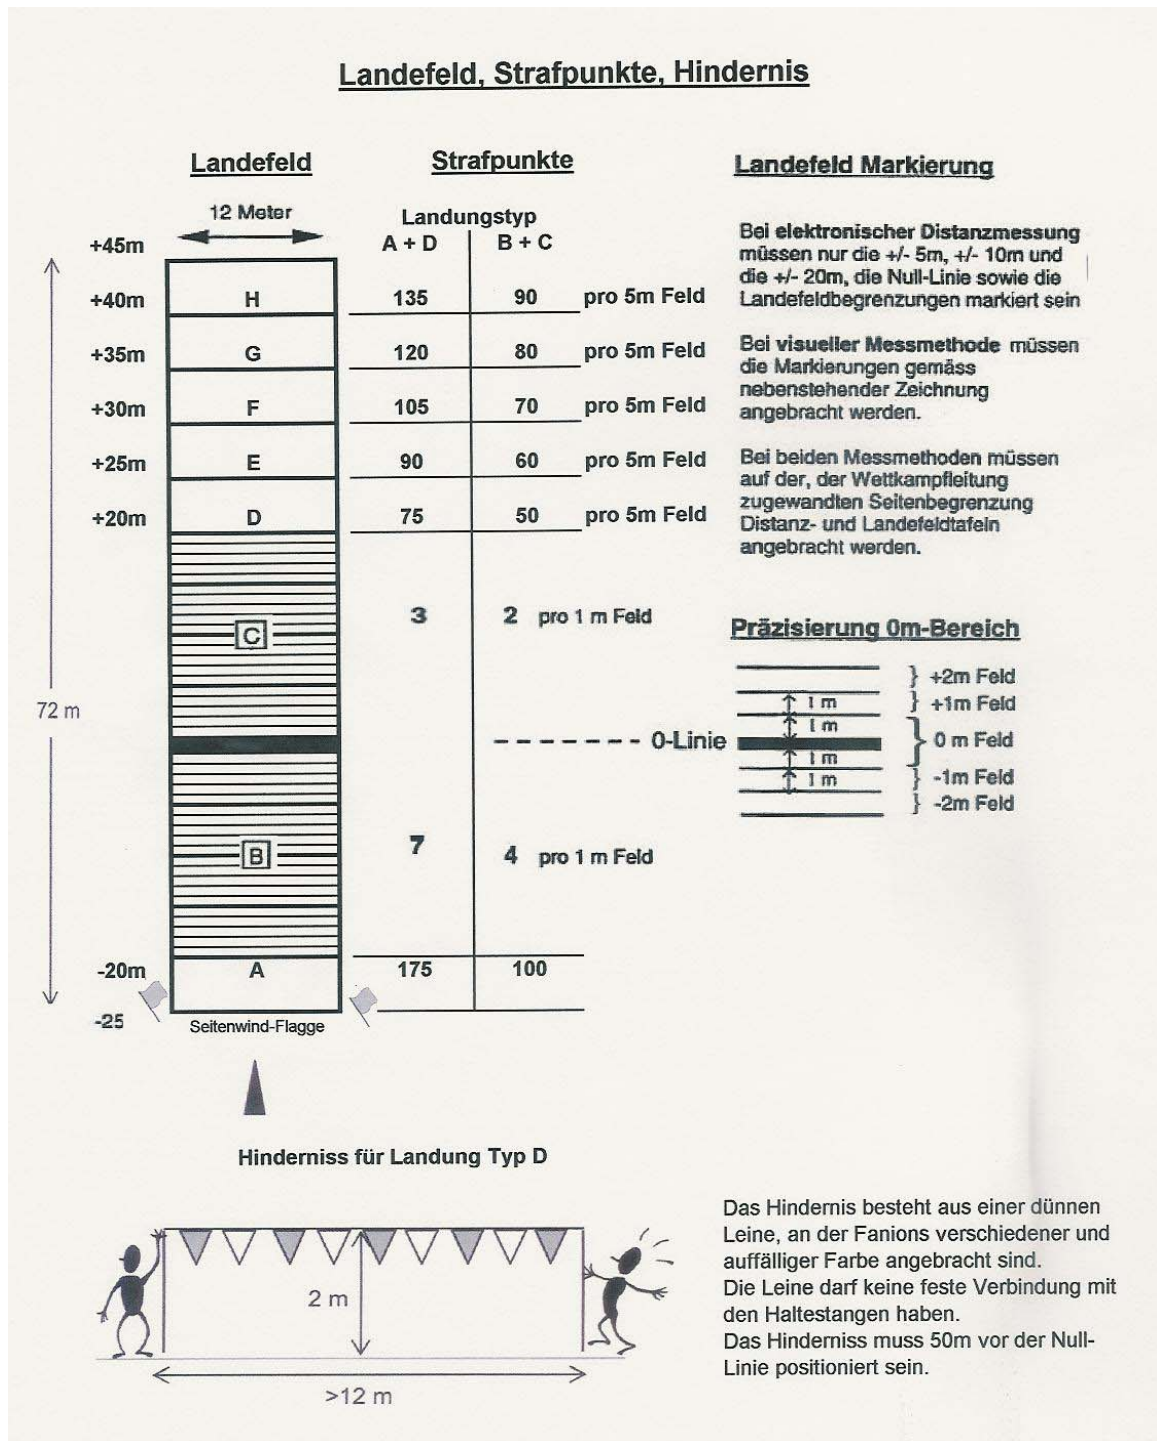 Landefeld, Strafpunkte, Hindernis
Landefeld
Strafpunkte
Landefeld Markierung
12 Meter
Landungstyp
A + D
B + C
+45m
+40m
H
135
90
pro 5m Feld
+35m
G
120
80
pro 5m Feld
+30m
F
105
70
pro 5m Feld
+25m
E
90
60
pro 5m Feld
+20m
D
75
50
pro 5m Feld
C
3
2
pro 1 m Feld
72 m
0-Linie
B
7
4
pro 1 m Feld
-20m
A
175
100
-25
Seitenwind-Flagge
Bei elektronischer Distanzmessung
müssen nur die +/- 5m, +/- 10m und
die +/- 20m, die Null-Linie sowie die
Landefeldbegrenzungen markiert sein
Bei visueller Messmethode müssen
die Markierungen gemäss
nebenstehender Zeichnung
angebracht werden.
Bei beiden Messmethoden müssen
auf der, der Wettkampfleitung
zugewandten Seitenbegrenzung
Distanz- und Landefeldtafeln
angebracht werden.
Präzisierung 0m-Bereich
+2m Feld
1 m
+1m Feld
1 m
0 m Feld
1 m
1 m
-1m Feld
-2m Feld
Hinderniss für Landung Typ D
2 m
>12 m
Das Hindernis besteht aus einer dünnen
Leine, an der Fanions verschiedener und
auffälliger Farbe angebracht sind.
Die Leine darf keine feste Verbindung mit
den Haltestangen haben.
Das Hinderniss muss 50m vor der Null-
Linie positioniert sein.